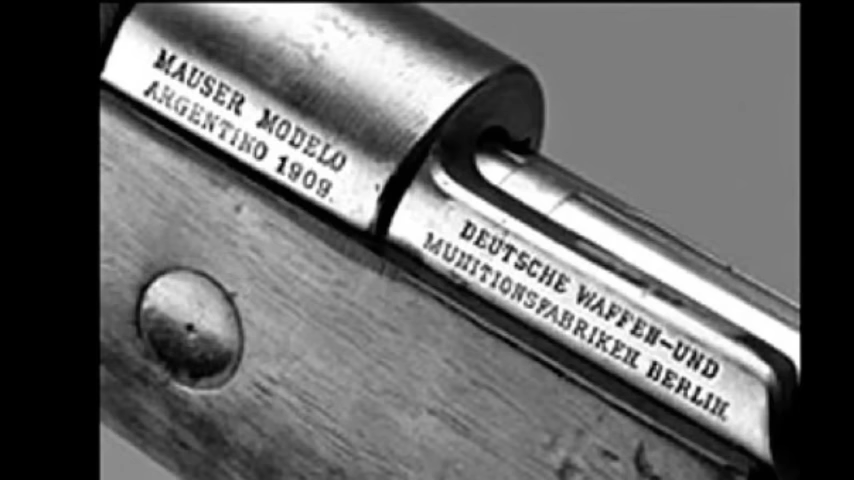 MAUSER MODELO
ARGENTINO 1909.
DEUTSCHE WAFFEN-UND
MUNITIONSFABRIKEN BERLIN